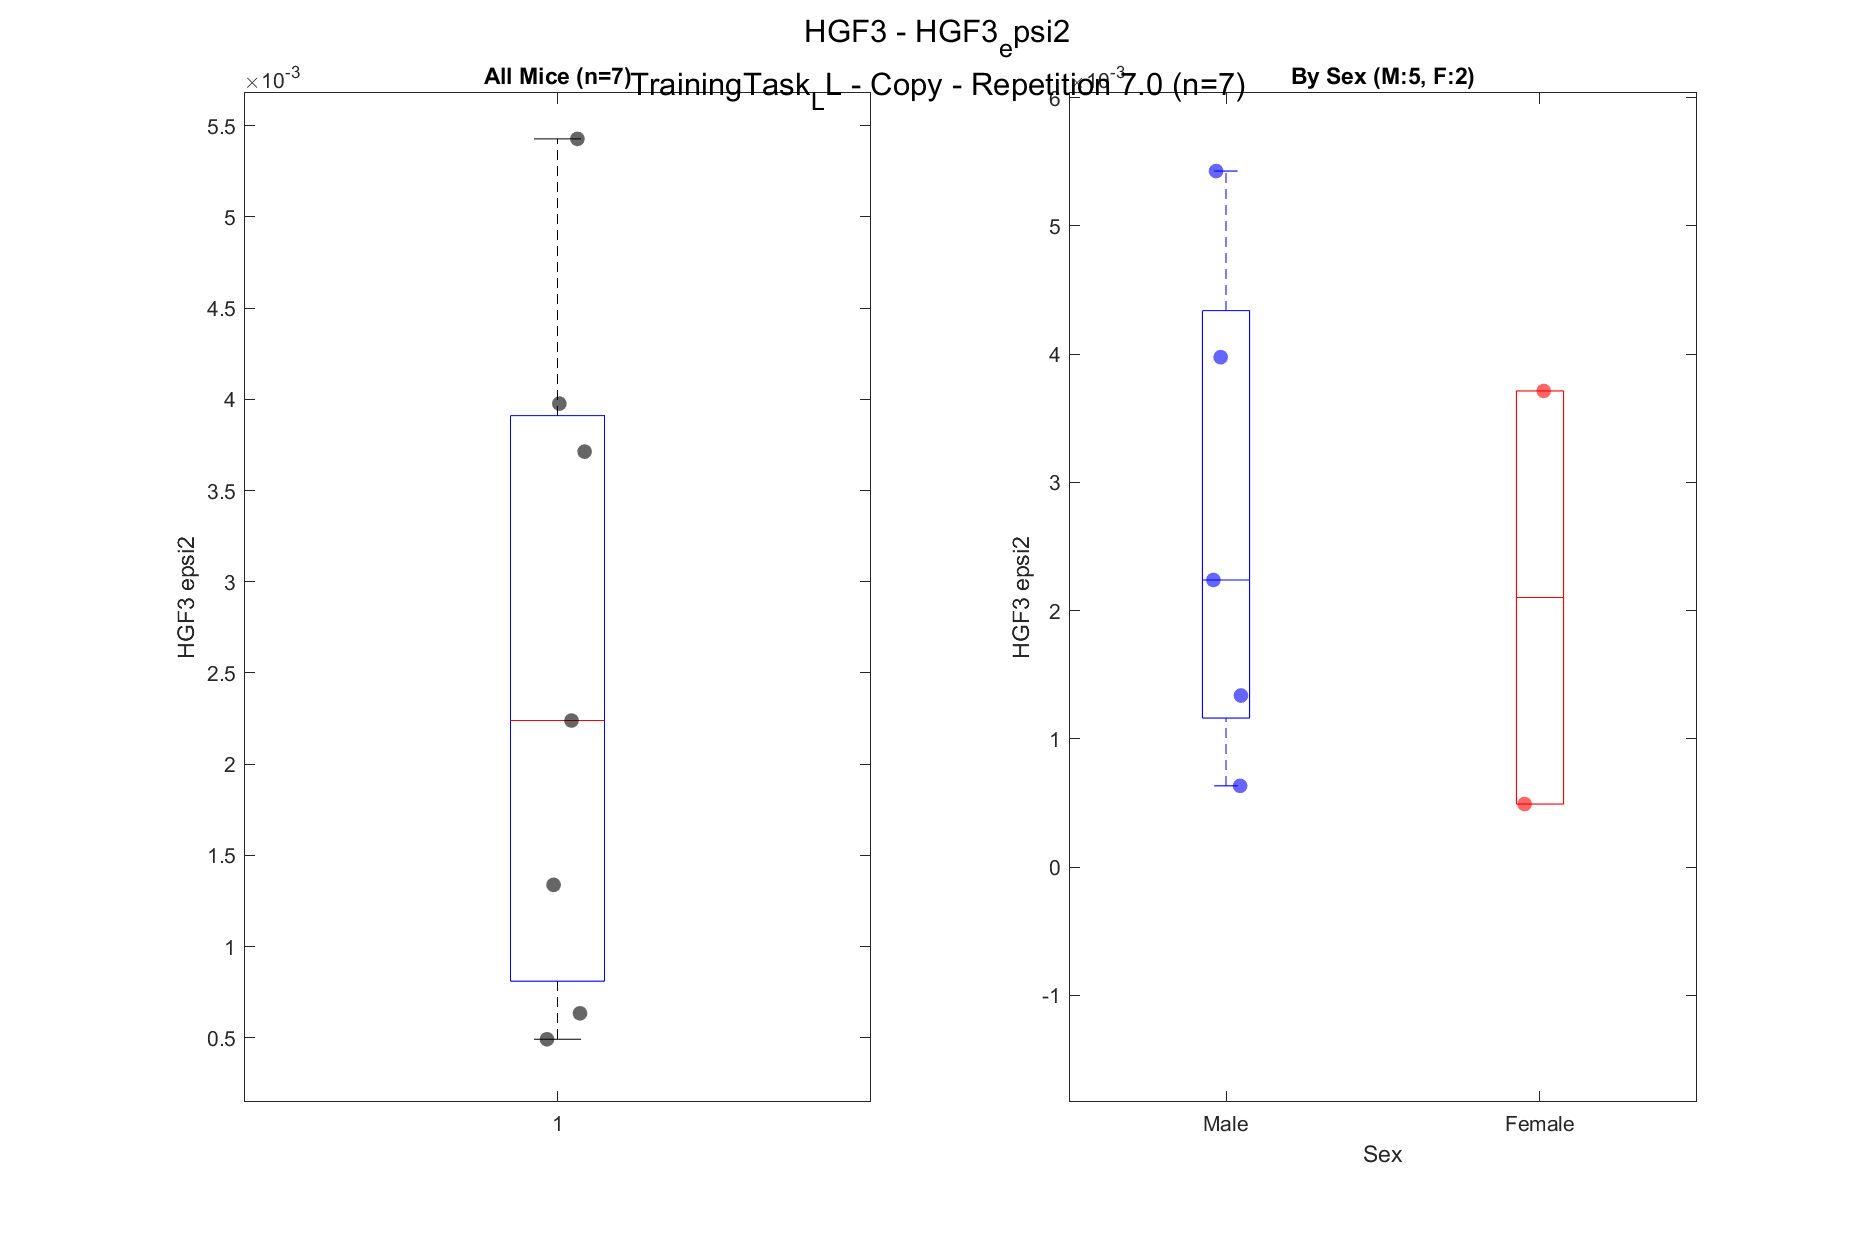 HGF3 - HGF3_epsi2
TrainingTask_LL - Copy - Repetition 7.0 (n=7)
×10-3
All Mice (n=7)
5.5
5
4.5
4
3.5
3
2.5
2
1.5
1
0.5
HGF3 epsi2
1
×10-3
By Sex (M:5, F:2)
6
5
4
3
2
1
0
-1
HGF3 epsi2
Male
Female
Sex